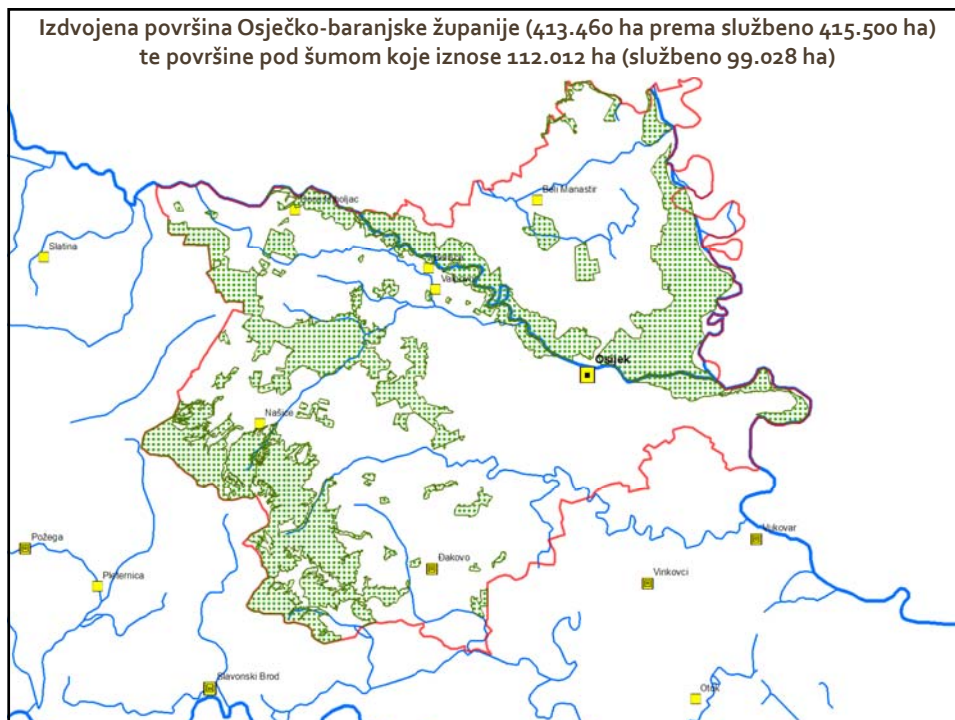 Izdvojena površina Osječko-baranjske županije (413.460 ha prema službeno 415.500 ha)
te površine pod šumom koje iznose 112.012 ha (službeno 99.028 ha)
Beli Manastir
Slatina
Osijek
Našice
Požega
Pleternica
Đakovo
Vukovar
Vinkovci
Slavonski Brod
Otok